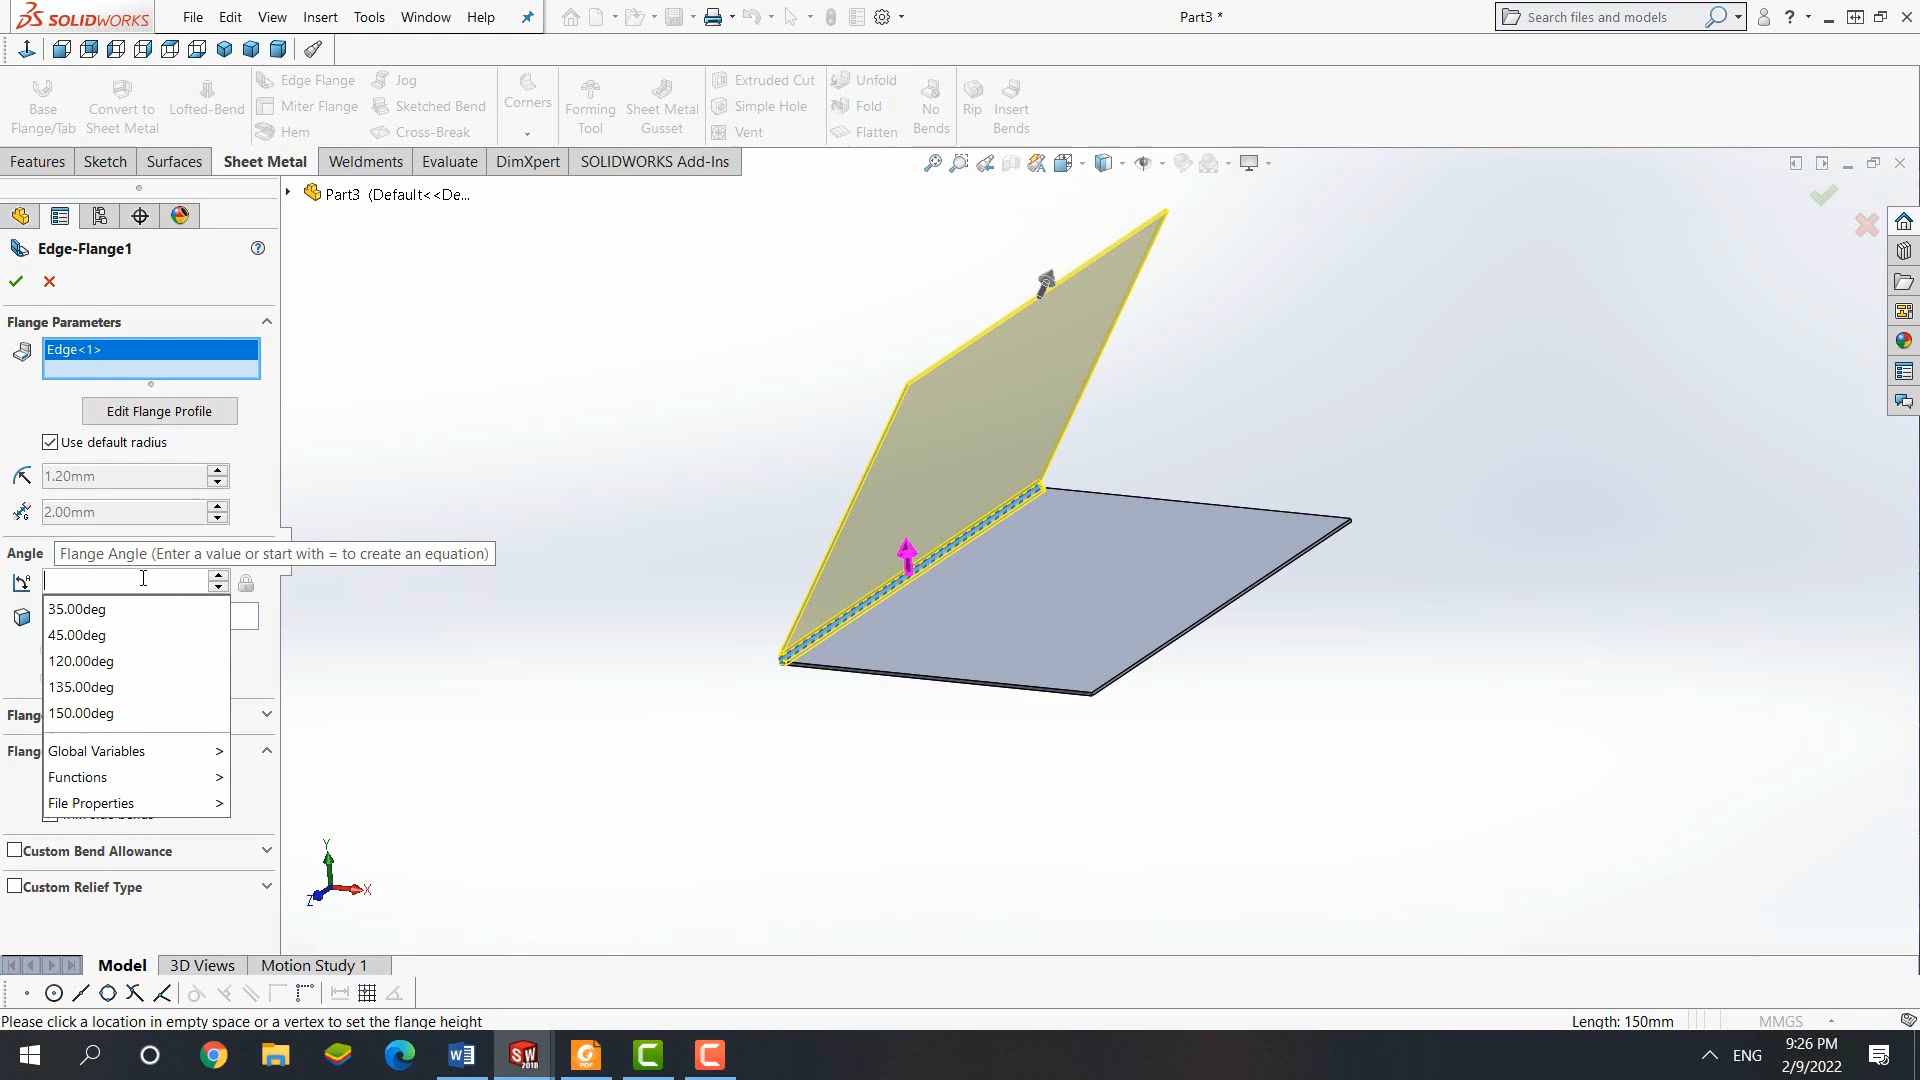 SOLIDWORKS File Edit View Insert Tools Window Help Part3 * Search files and models
Edge Flange Jog Extruded Cut Unfold
Base Flange/Tab Convert to Sheet Metal Lofted-Bend Miter Flange Sketched Bend Corners Forming Tool Sheet Metal Gusset Simple Hole Fold No Bends Rip Insert Bends
Hem Cross-Break Vent Flatten
Features Sketch Surfaces Sheet Metal Weldments Evaluate DimXpert SOLIDWORKS Add-Ins
Part3 (Default<<De...
Edge-Flange1
Flange Parameters
Edge<1>
Edit Flange Profile
Use default radius
1.20mm
2.00mm
Angle
Flange Angle (Enter a value or start with = to create an equation)
35.00deg
45.00deg
120.00deg
135.00deg
150.00deg
Flang
Flang
Global Variables >
Functions >
File Properties >
Custom Bend Allowance
Custom Relief Type
Y
X
Z
Model 3D Views Motion Study 1
Please click a location in empty space or a vertex to set the flange height Length: 150mm MMGS
SW 2018
ENG
9:26 PM
2/9/2022